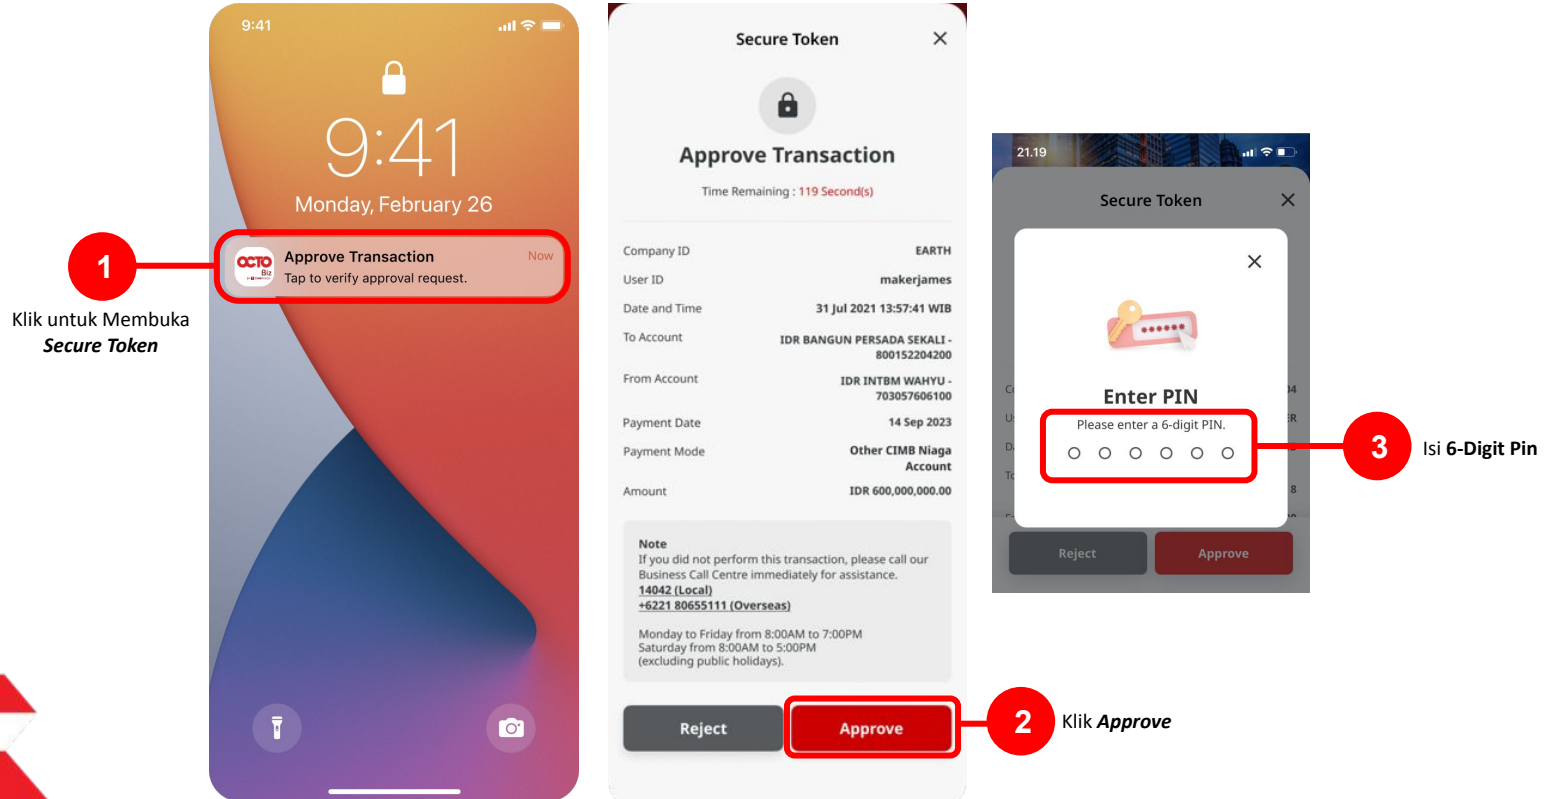 1
Klik untuk Membuka
Secure Token
9:41
9:41
Monday, February 26
OCTO
Biz
Approve Transaction
Now
Tap to verify approval request.
Secure Token
Approve Transaction
Time Remaining : 119 Second(s)
Company ID EARTH
User ID makerjames
Date and Time 31 Jul 2021 13:57:41 WIB
To Account IDR BANGUN PERSADA SEKALI -
800152204200
From Account IDR INTBM WAHYU -
703057606100
Payment Date 14 Sep 2023
Payment Mode Other CIMB Niaga
Account
Amount IDR 600,000,000.00
Note
If you did not perform this transaction, please call our
Business Call Centre immediately for assistance.
14042 (Local)
+6221 80655111 (Overseas)
Monday to Friday from 8:00AM to 7:00PM
Saturday from 8:00AM to 5:00PM
(excluding public holidays).
Reject
Approve
2
Klik Approve
21.19
Secure Token
Enter PIN
Please enter a 6-digit PIN.
8
Reject
Approve
3
Isi 6-Digit Pin